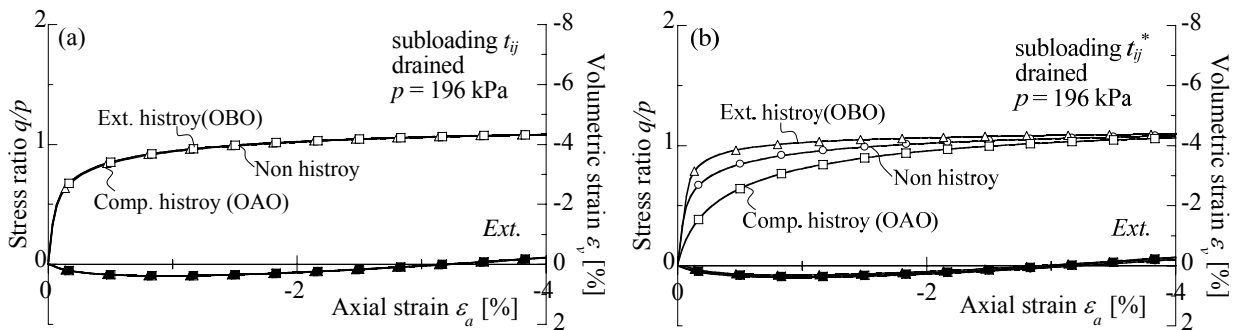 (a)
subloading tij
drained
p = 196 kPa
Ext. histroy(OBO)
Non histroy
Comp. histroy (OAO)
Ext.
Stress ratio q/p
2
1
0
Volumetric strain εv [%]
-8
-6
-4
-2
0
2
0
-2
-4
Axial strain εa [%]
(b)
subloading tij*
drained
p = 196 kPa
Ext. histroy(OBO)
Non histroy
Comp. histroy (OAO)
Ext.
Stress ratio q/p
2
1
0
Volumetric strain εv [%]
-8
-6
-4
-2
0
2
0
-2
-4
Axial strain εa [%]